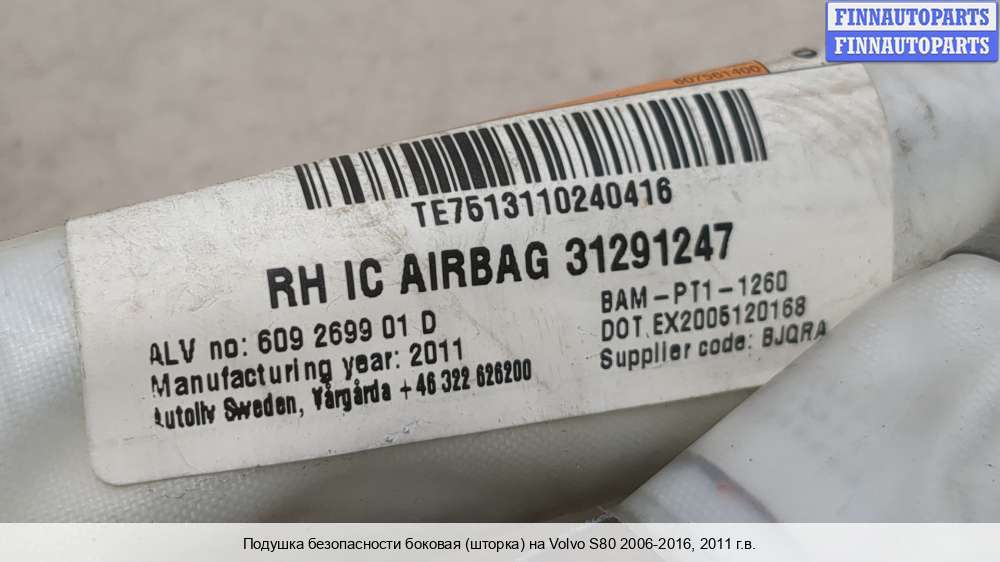 FINNAUTOPARTS
FINNAUTOPARTS
607561400
TE7513110240416
RH IC AIRBAG 31291247
ALV no: 609 2699 01 D
Manufacturing year: 2011
Autoliv Sweden, Vårgårda +46 322 626200
BAM-PT1-1260
DOT.EX2005120168
Supplier code: BJQRA
Подушка безопасности боковая (шторка) на Volvo S80 2006-2016, 2011 г.в.